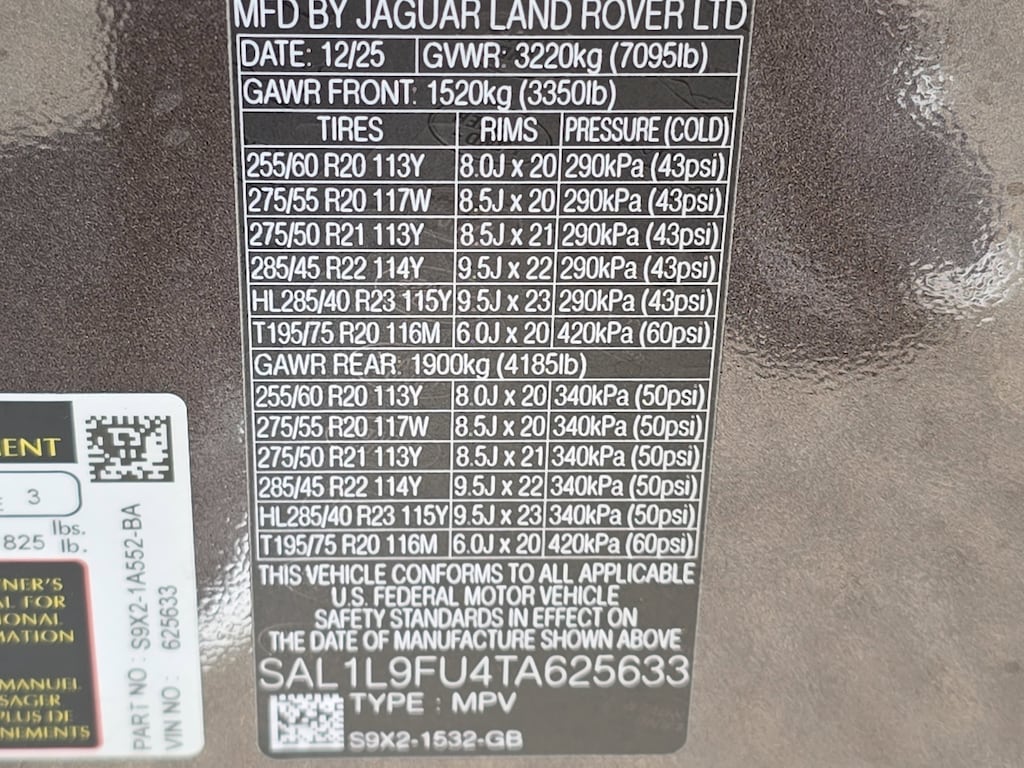 MFD BY JAGUAR LAND ROVER LTD
DATE: 12/25 GVWR: 3220kg (7095lb)
GAWR FRONT: 1520kg (3350lb)
TIRES RIMS PRESSURE (COLD)
255/60 R20 113Y 8.0J x 20 290kPa (43psi)
275/55 R20 117W 8.5J x 20 290kPa (43psi)
275/50 R21 113Y 8.5J x 21 290kPa (43psi)
285/45 R22 114Y 9.5J x 22 290kPa (43psi)
HL285/40 R23 115Y 9.5J x 23 290kPa (43psi)
T195/75 R20 116M 6.0J x 20 420kPa (60psi)
GAWR REAR: 1900kg (4185lb)
255/60 R20 113Y 8.0J x 20 340kPa (50psi)
275/55 R20 117W 8.5J x 20 340kPa (50psi)
275/50 R21 113Y 8.5J x 21 340kPa (50psi)
285/45 R22 114Y 9.5J x 22 340kPa (50psi)
HL285/40 R23 115Y 9.5J x 23 340kPa (50psi)
T195/75 R20 116M 6.0J x 20 420kPa (60psi)
THIS VEHICLE CONFORMS TO ALL APPLICABLE
U.S. FEDERAL MOTOR VEHICLE
SAFETY STANDARDS IN EFFECT ON
THE DATE OF MANUFACTURE SHOWN ABOVE
SAL1L9FU4TA625633
TYPE : MPV
S9X2-1532-GB
3
825 lbs.
lb.
PLUS DE
PART NO : S9X2-1A552-BA
VIN NO : 625633
MANUEL